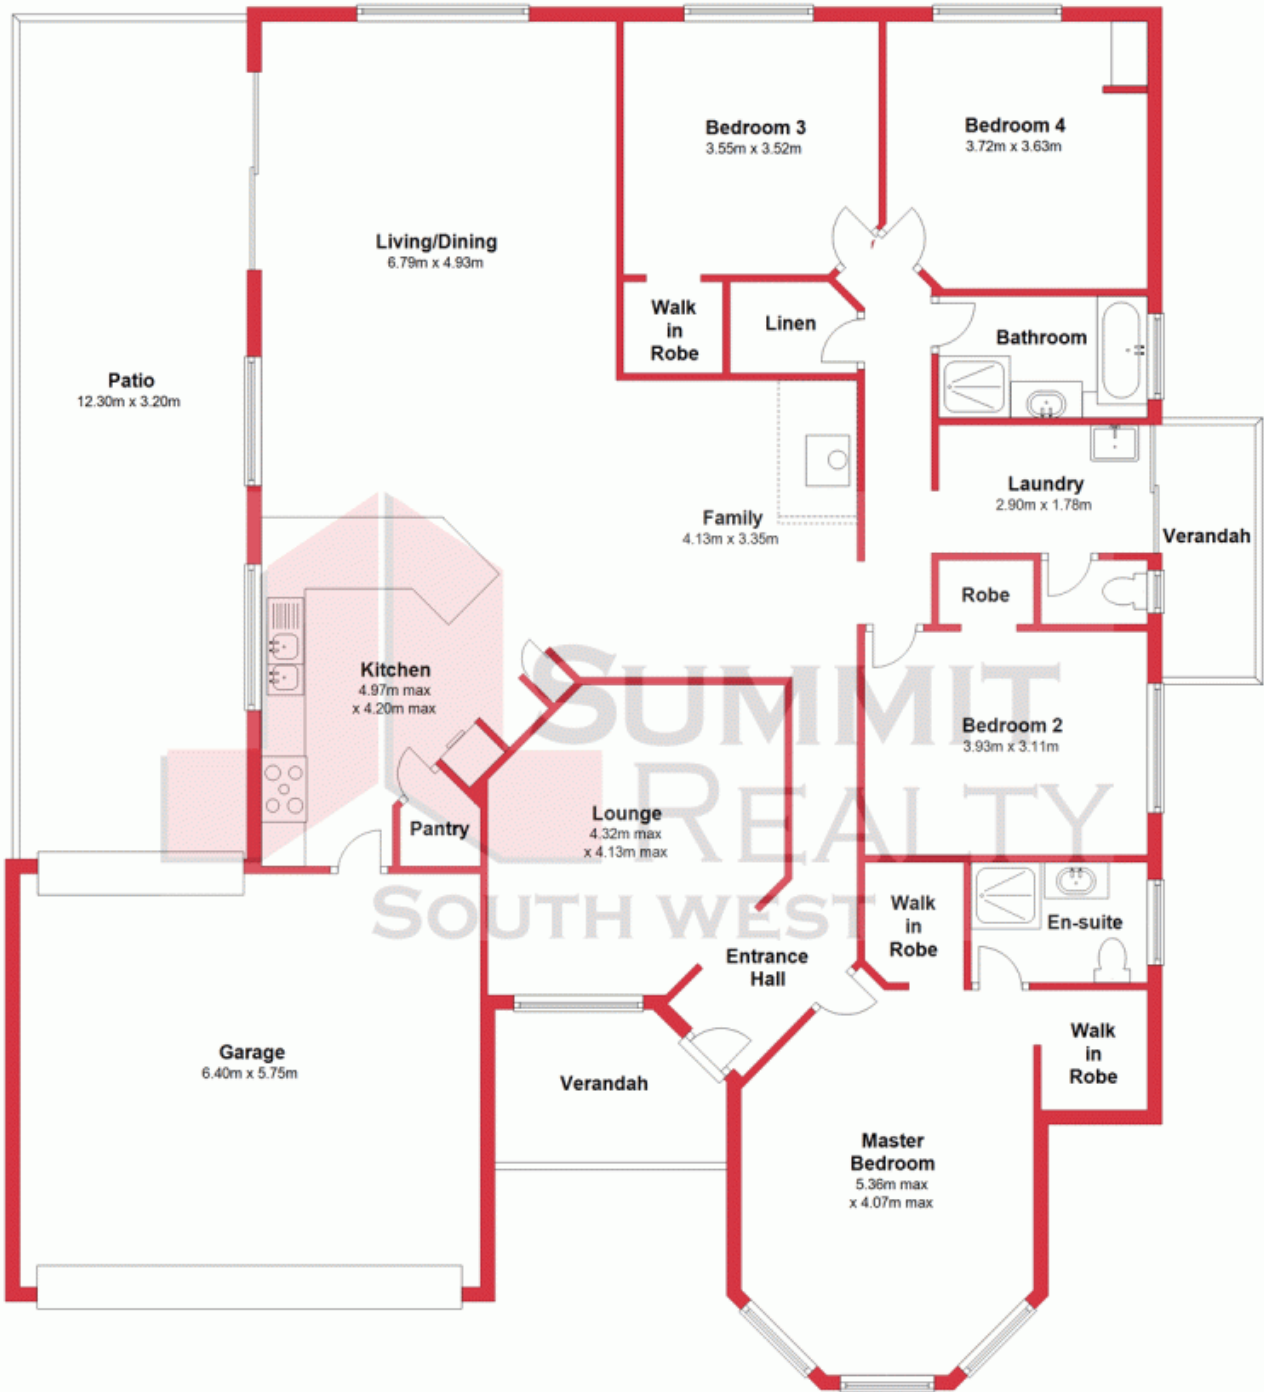 Bedroom 3
3.55m x 3.52m
Bedroom 4
3.72m x 3.63m
Living/Dining
6.79m x 4.93m
Walk
in
Robe
Linen
Bathroom
Patio
12.30m x 3.20m
Laundry
2.90m x 1.78m
Verandah
Family
4.13m x 3.35m
Robe
Kitchen
4.97m max
x 4.20m max
SUMMIT
REALTY
SOUTH WEST
Bedroom 2
3.93m x 3.11m
Lounge
4.32m max
x 4.13m max
Pantry
Walk
in
Robe
En-suite
Entrance
Hall
Garage
6.40m x 5.75m
Verandah
Walk
in
Robe
Master
Bedroom
5.36m max
x 4.07m max